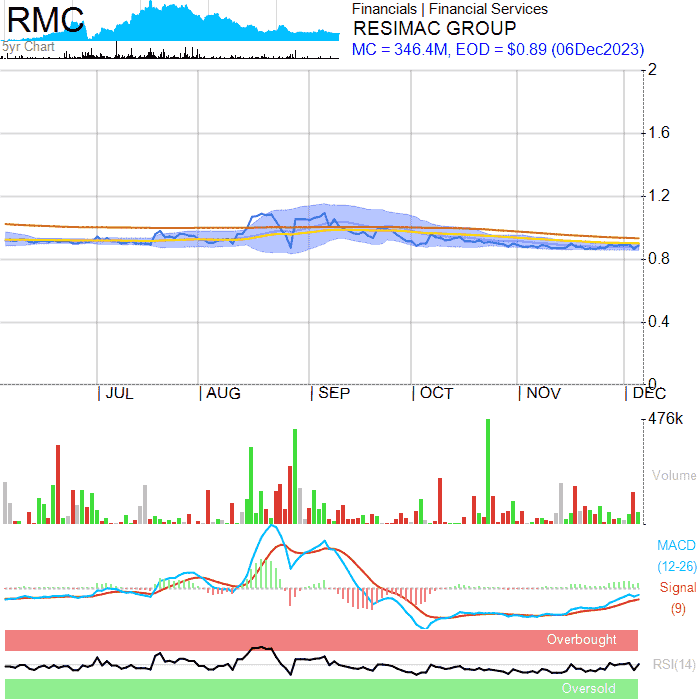 RMC
5yr Chart
Financials | Financial Services
RESIMAC GROUP
MC = 346.4M, EOD = $0.89 (06Dec2023)
2
1.6
1.2
0.8
0.4
0
| JUL | AUG | SEP | OCT | NOV | DEC
476k
Volume
MACD
(12-26)
Signal
(9)
Overbought
RSI(14)
Oversold